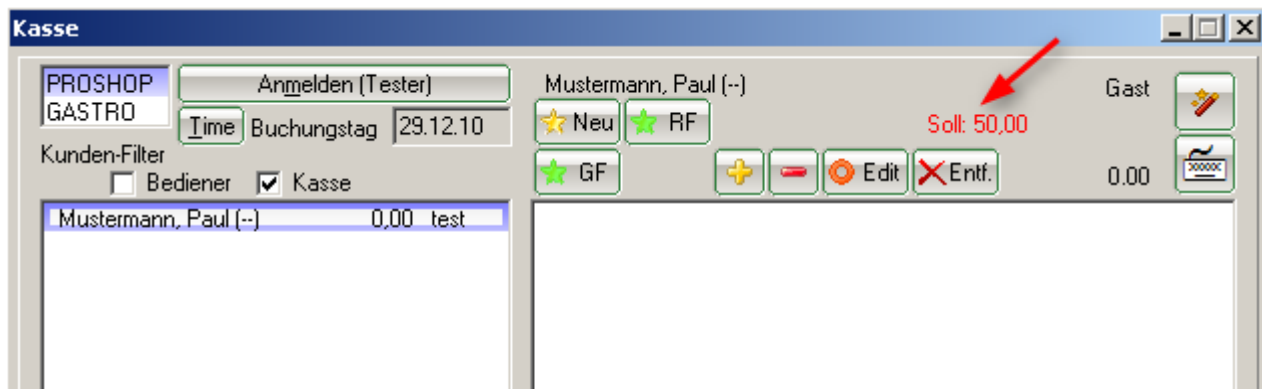 Kasse
PROSHOP
GASTRO
Anmelden (Tester)
Time Buchungstag 29.12.10
Kunden-Filter
Bediener Kasse
Mustermann, Paul (--) 0,00 test
Mustermann, Paul (--) Gast
Neu RF Soll: 50,00
GF Edit Entf. 0.00
xxxxx